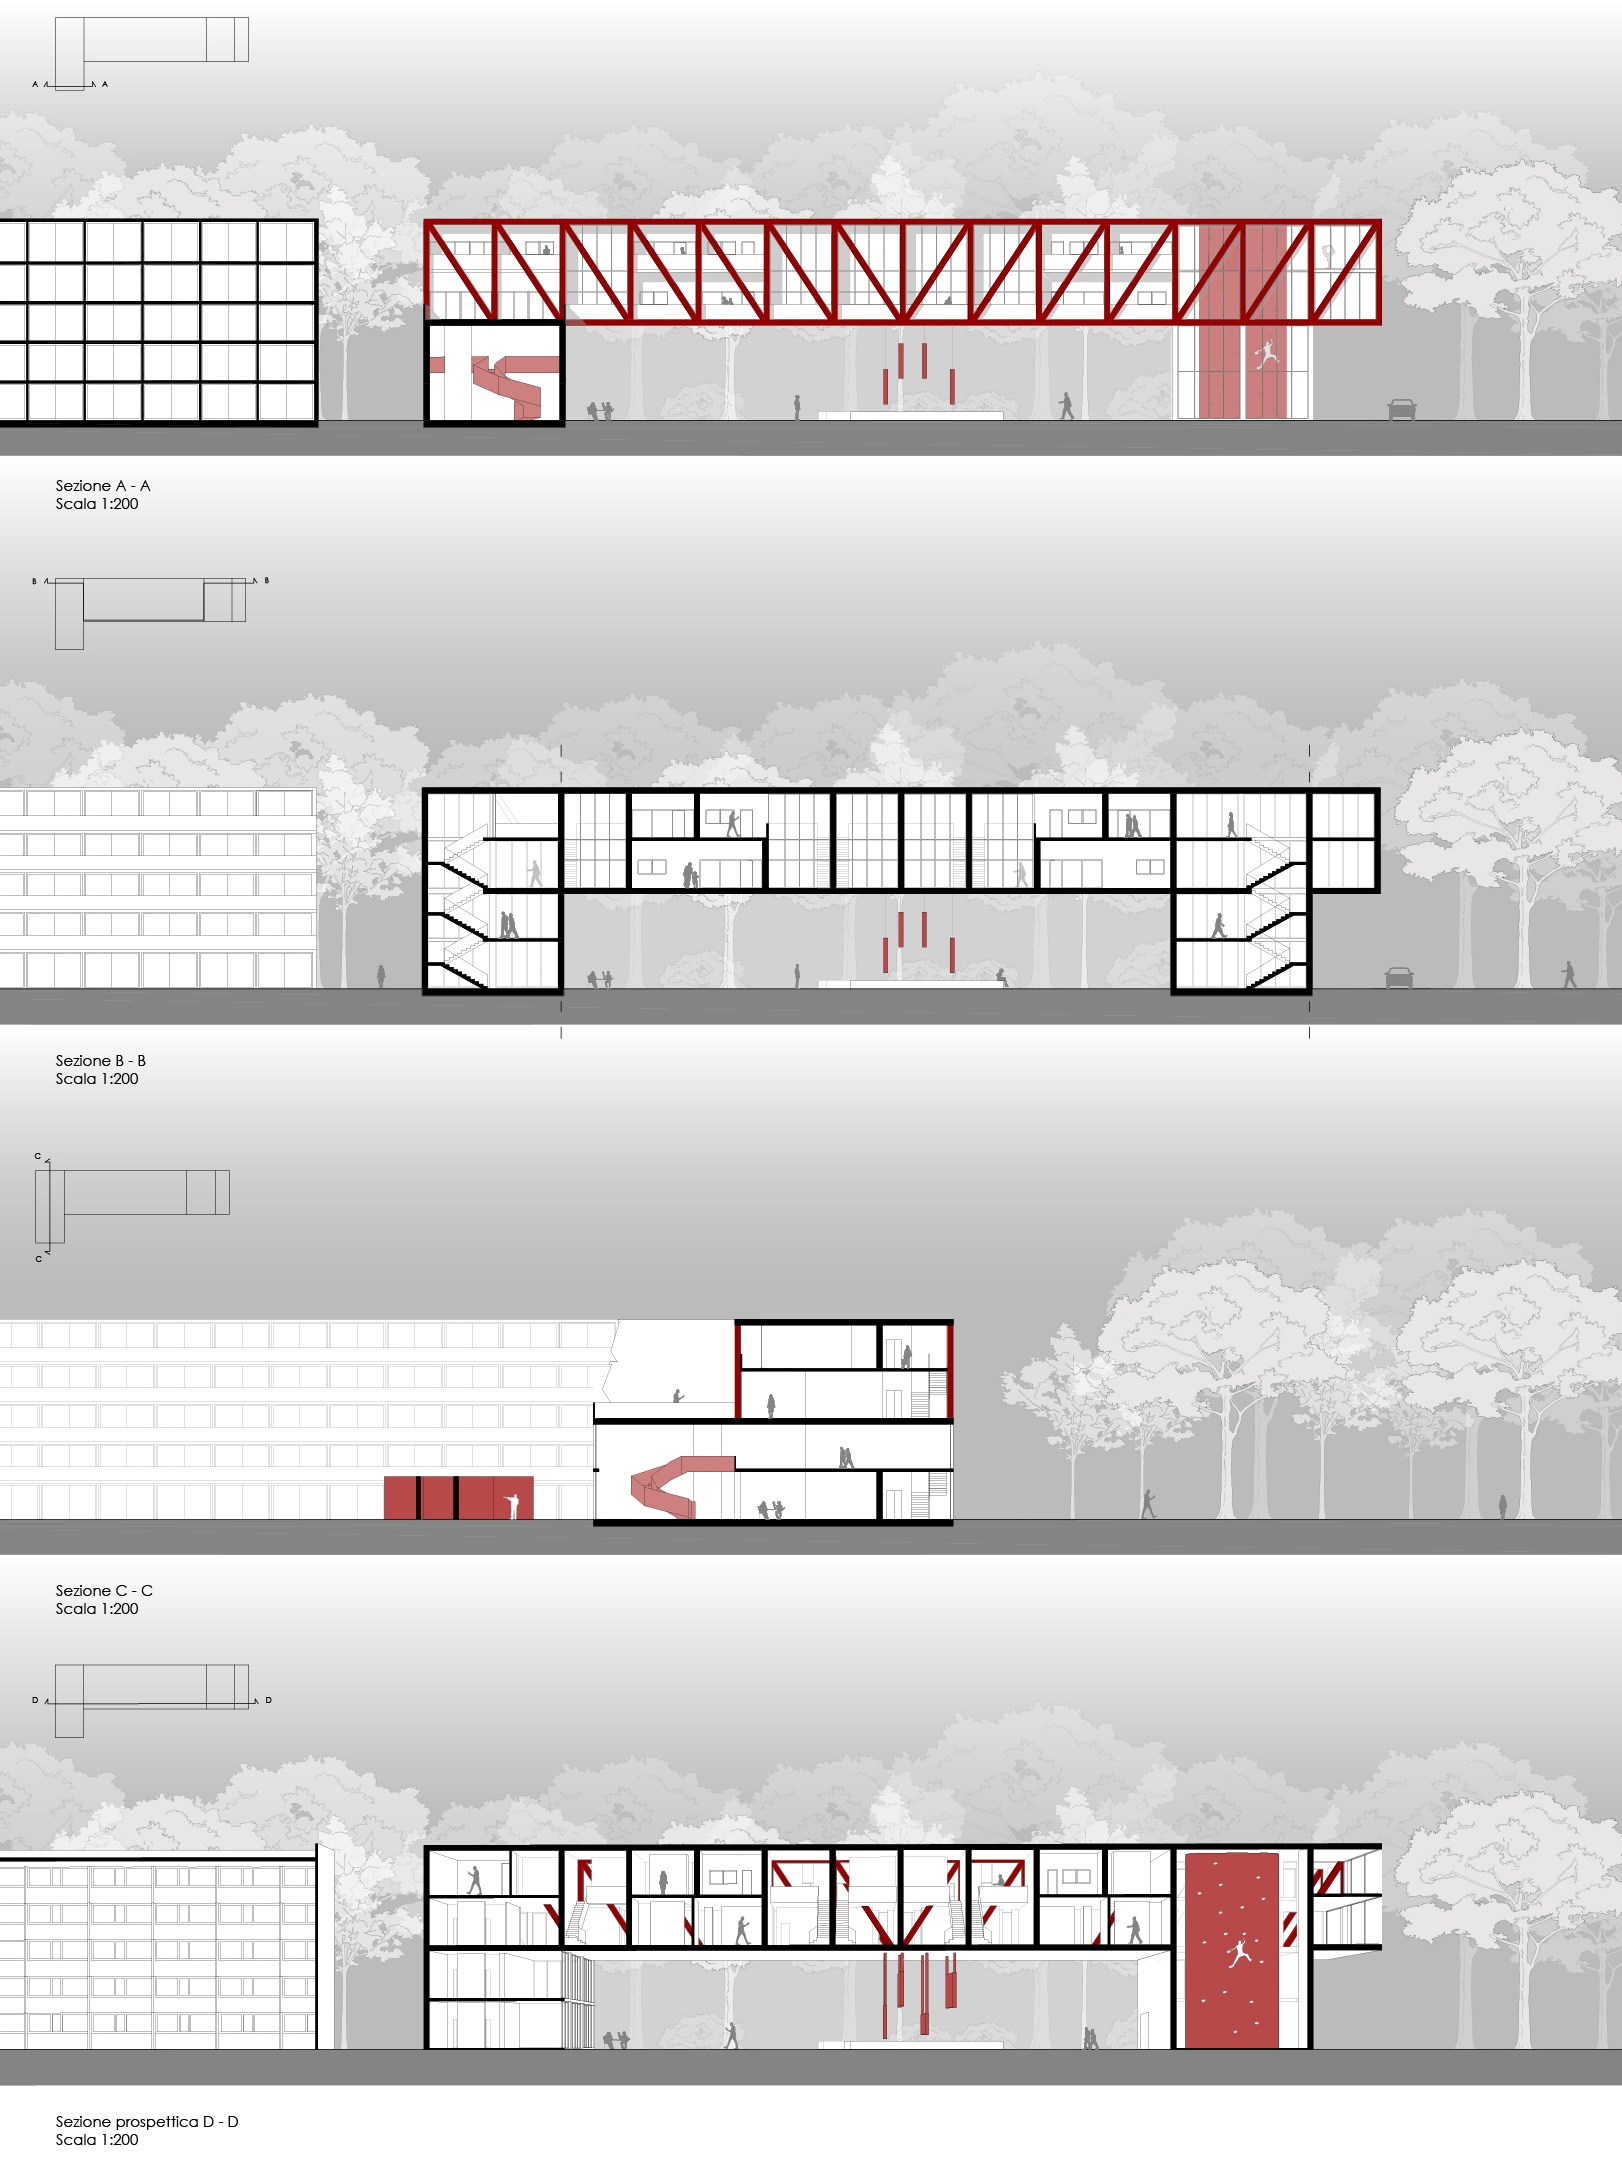 A A
Sezione A - A
Scala 1:200
B B
Sezione B - B
Scala 1:200
C
C
Sezione C - C
Scala 1:200
D D
Sezione prospettica D - D
Scala 1:200